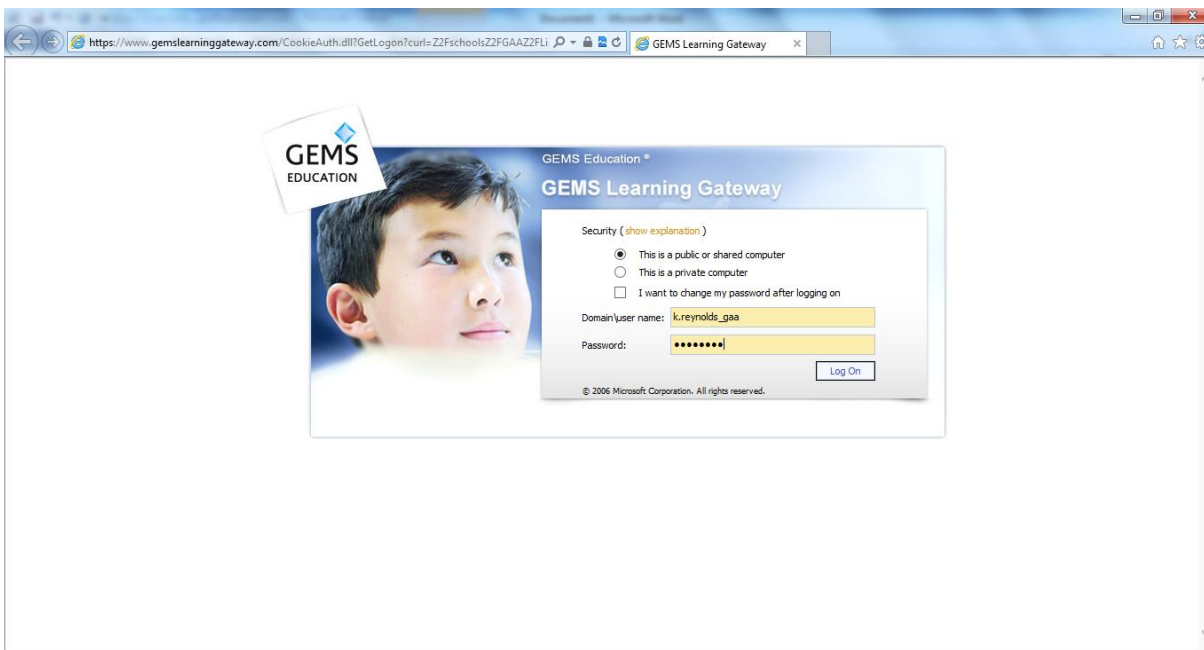 https://www.gemslearninggateway.com/CookieAuth.dll?GetLogon?curl=Z2FschoolsZ2FGAAZ2FLi
GEMS Learning Gateway
GEMS
EDUCATION
GEMS Education ®
GEMS Learning Gateway
Security ( show explanation )
This is a public or shared computer
This is a private computer
I want to change my password after logging on
Domain\user name: k.reynolds_gaa
Password: ••••••••
Log On
© 2006 Microsoft Corporation. All rights reserved.